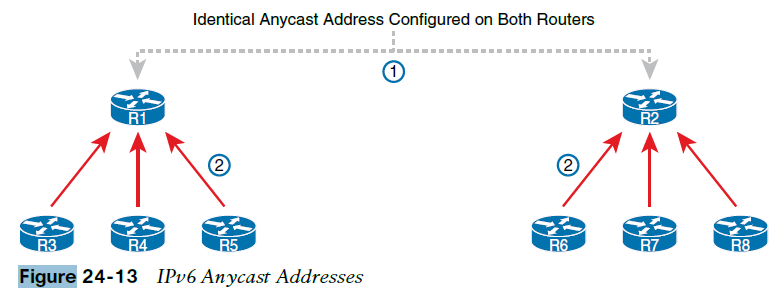 Identical Anycast Address Configured on Both Routers
1
R1
R2
2
2
R3
R4
R5
R6
R7
R8
Figure 24-13 IPv6 Anycast Addresses